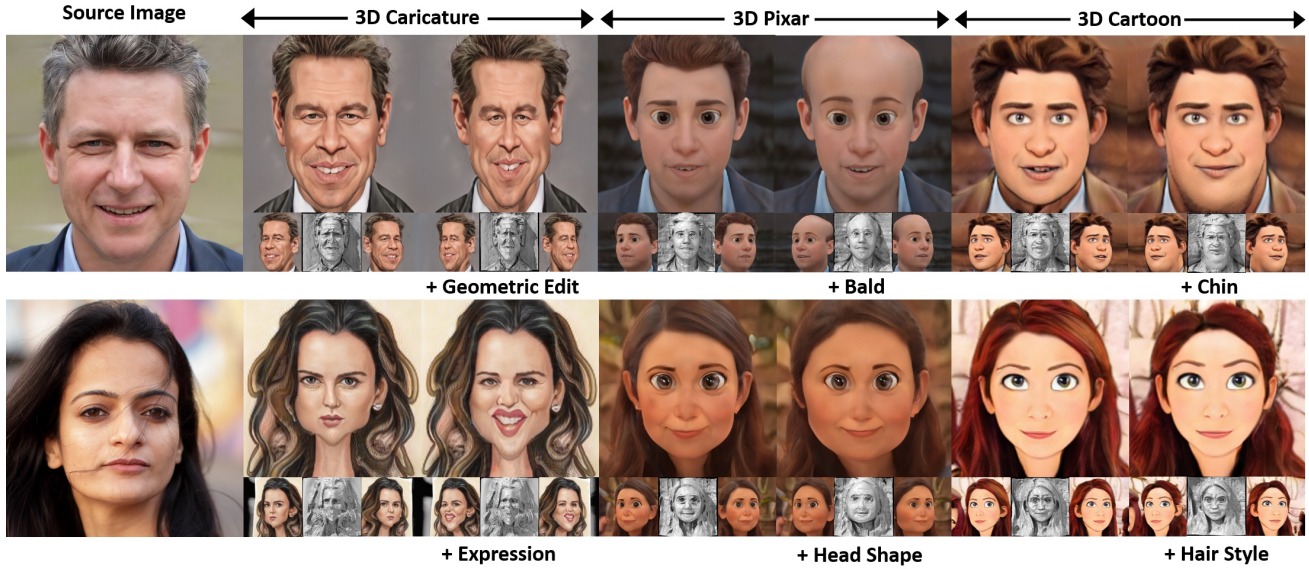 Source Image
3D Caricature
3D Pixar
3D Cartoon
+ Geometric Edit
+ Bald
+ Chin
+ Expression
+ Head Shape
+ Hair Style